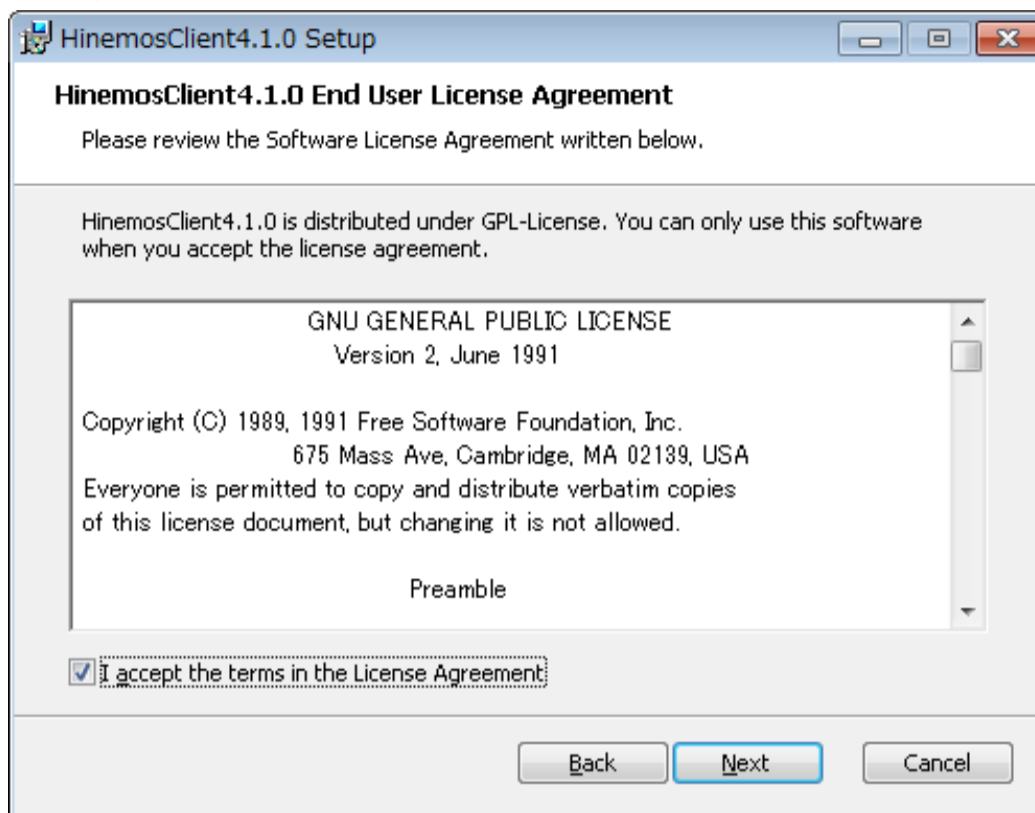 HinemosClient4.1.0 Setup
HinemosClient4.1.0 End User License Agreement
Please review the Software License Agreement written below.
HinemosClient4.1.0 is distributed under GPL-License. You can only use this software
when you accept the license agreement.
GNU GENERAL PUBLIC LICENSE
Version 2, June 1991
Copyright (C) 1989, 1991 Free Software Foundation, Inc.
675 Mass Ave, Cambridge, MA 02139, USA
Everyone is permitted to copy and distribute verbatim copies
of this license document, but changing it is not allowed.
Preamble
I accept the terms in the License Agreement
Back Next Cancel